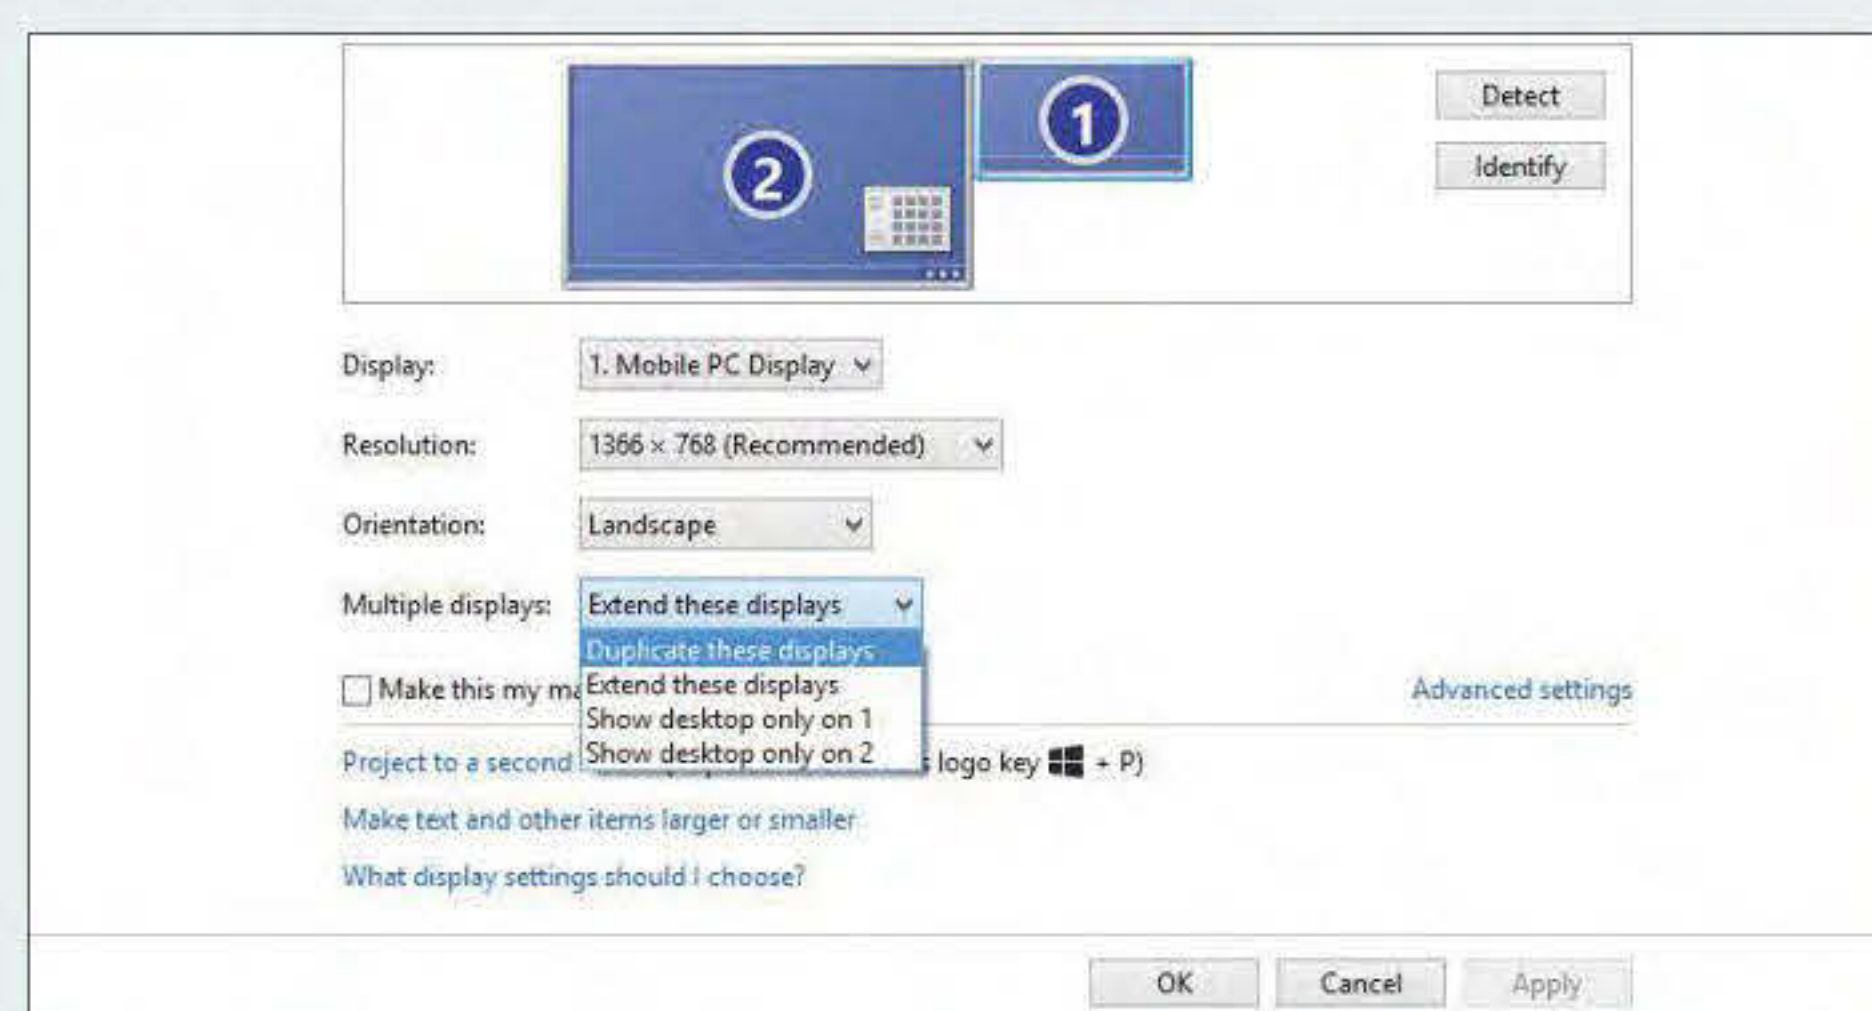 2
1
Detect
Identify
Display: 1. Mobile PC Display
Resolution: 1366 × 768 (Recommended)
Orientation: Landscape
Multiple displays: Extend these displays
Duplicate these displays
Make this my ma Extend these displays
Advanced settings
Show desktop only on 1
Project to a second Show desktop only on 2 logo key + P)
Make text and other items larger or smaller
What display settings should I choose?
OK Cancel Apply